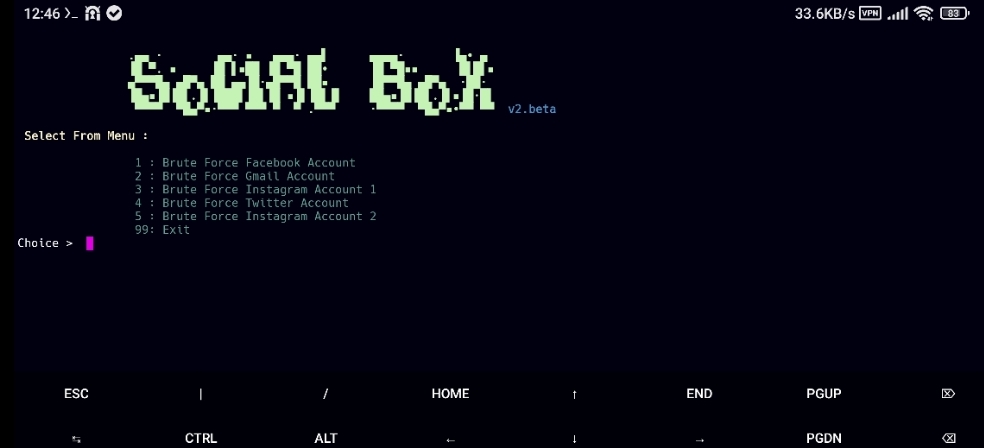 12:46
33.6KB/s VPN 83
SoCIAl BoX
v2.beta
Select From Menu :
1 : Brute Force Facebook Account
2 : Brute Force Gmail Account
3 : Brute Force Instagram Account 1
4 : Brute Force Twitter Account
5 : Brute Force Instagram Account 2
99: Exit
Choice >
ESC | / HOME ↑ END PGUP
CTRL ALT ← ↓ → PGDN